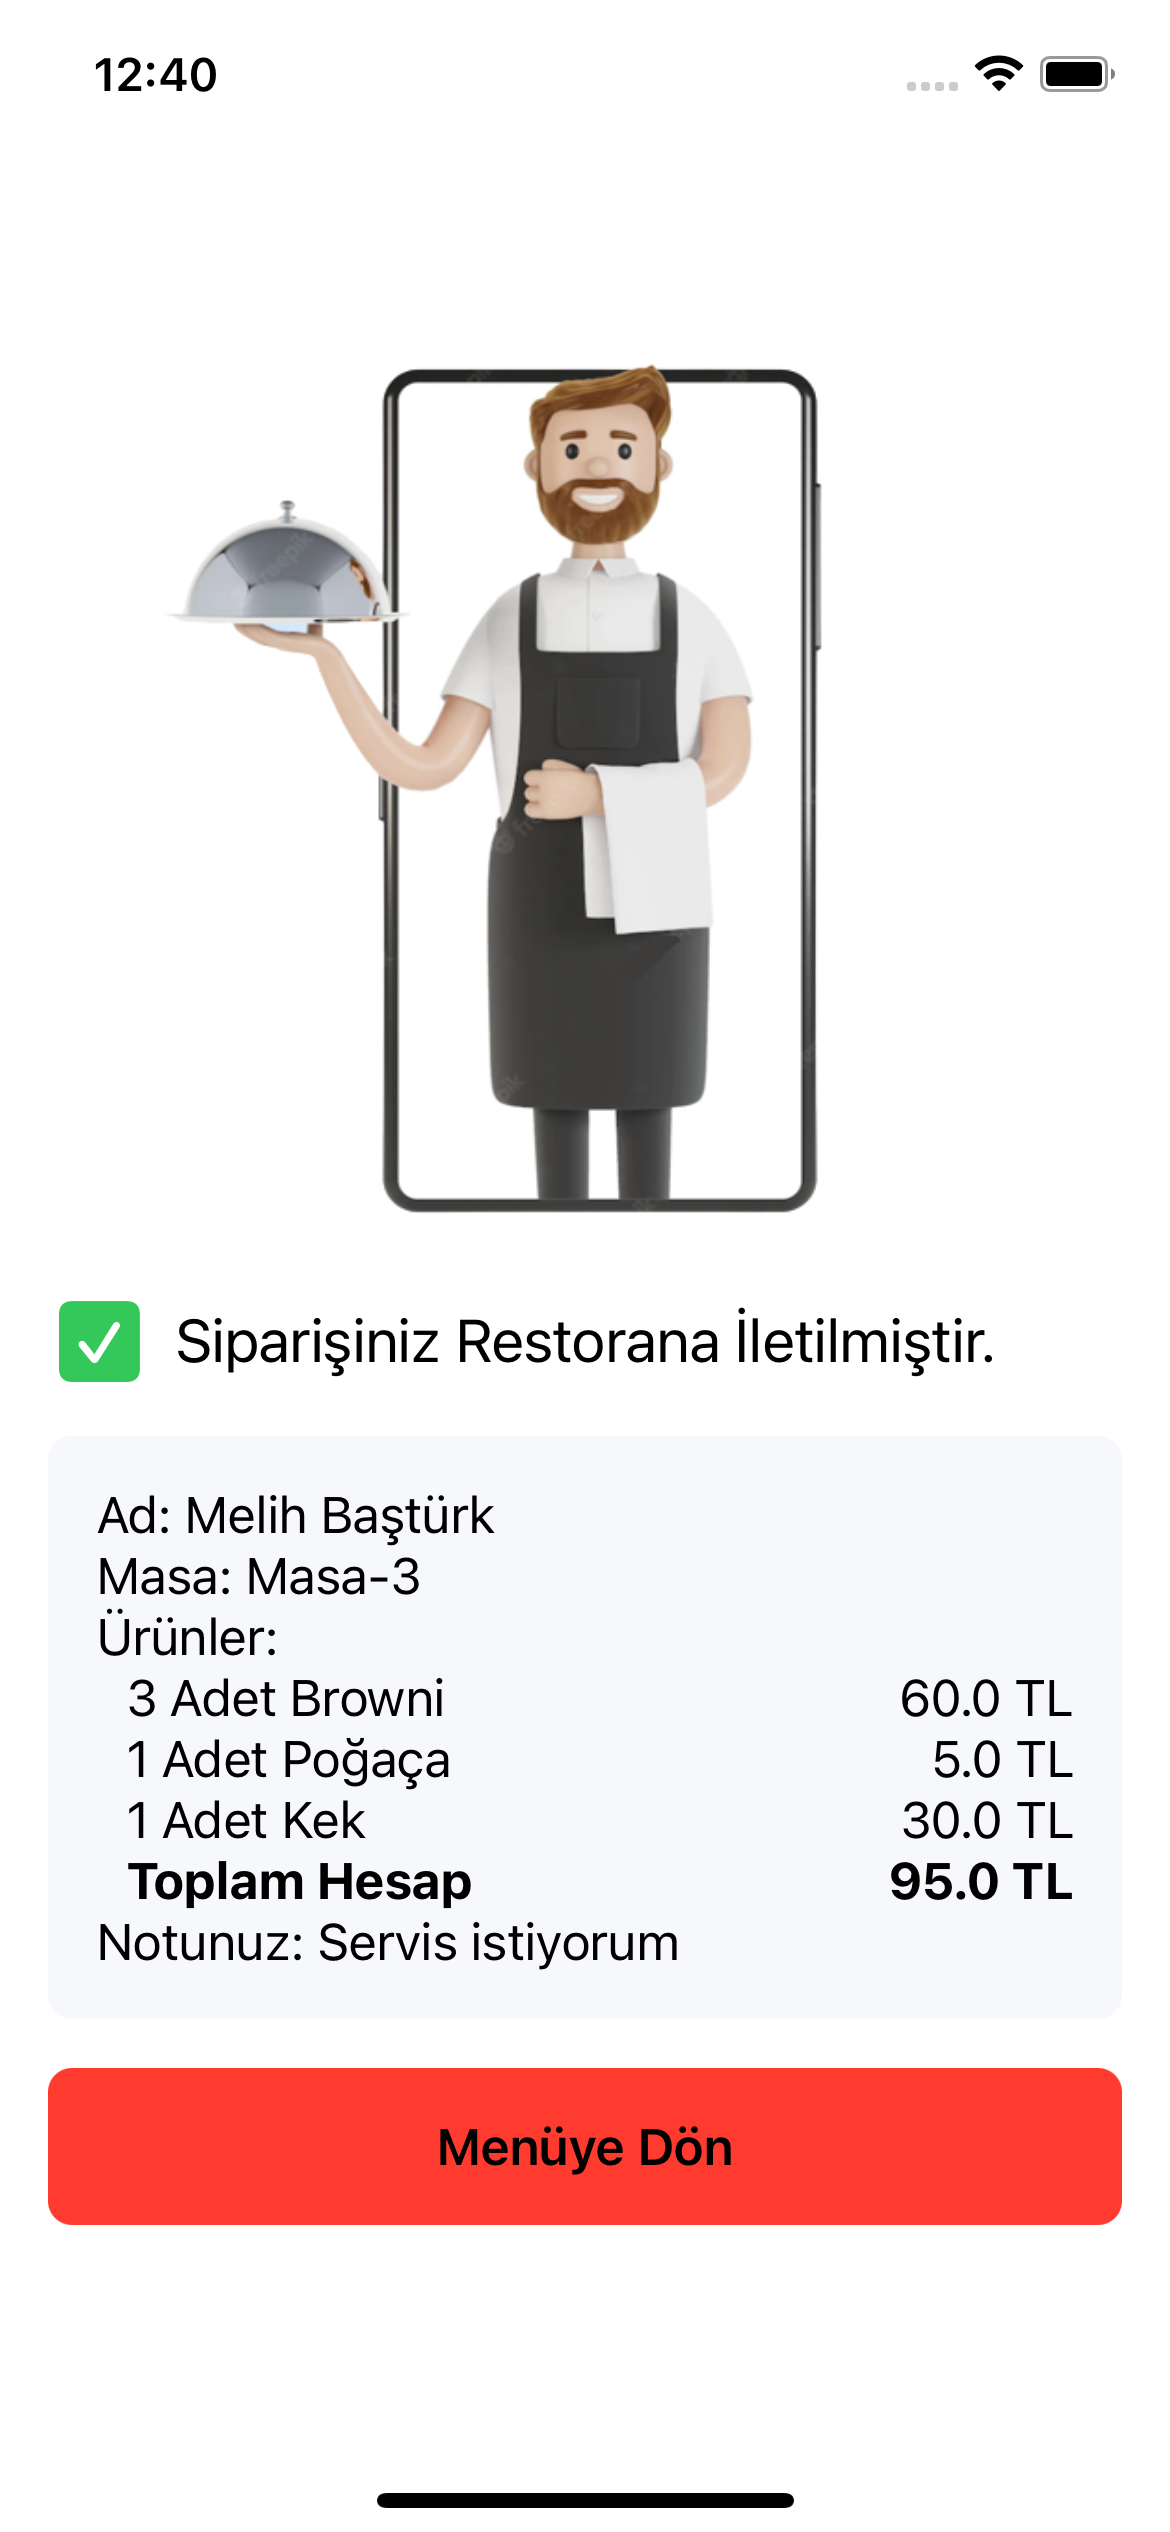 12:40
Siparişiniz Restorana İletilmiştir.
Ad: Melih Baştürk
Masa: Masa-3
Ürünler:
3 Adet Browni 60.0 TL
1 Adet Poğaça 5.0 TL
1 Adet Kek 30.0 TL
Toplam Hesap 95.0 TL
Notunuz: Servis istiyorum
Menüye Dön